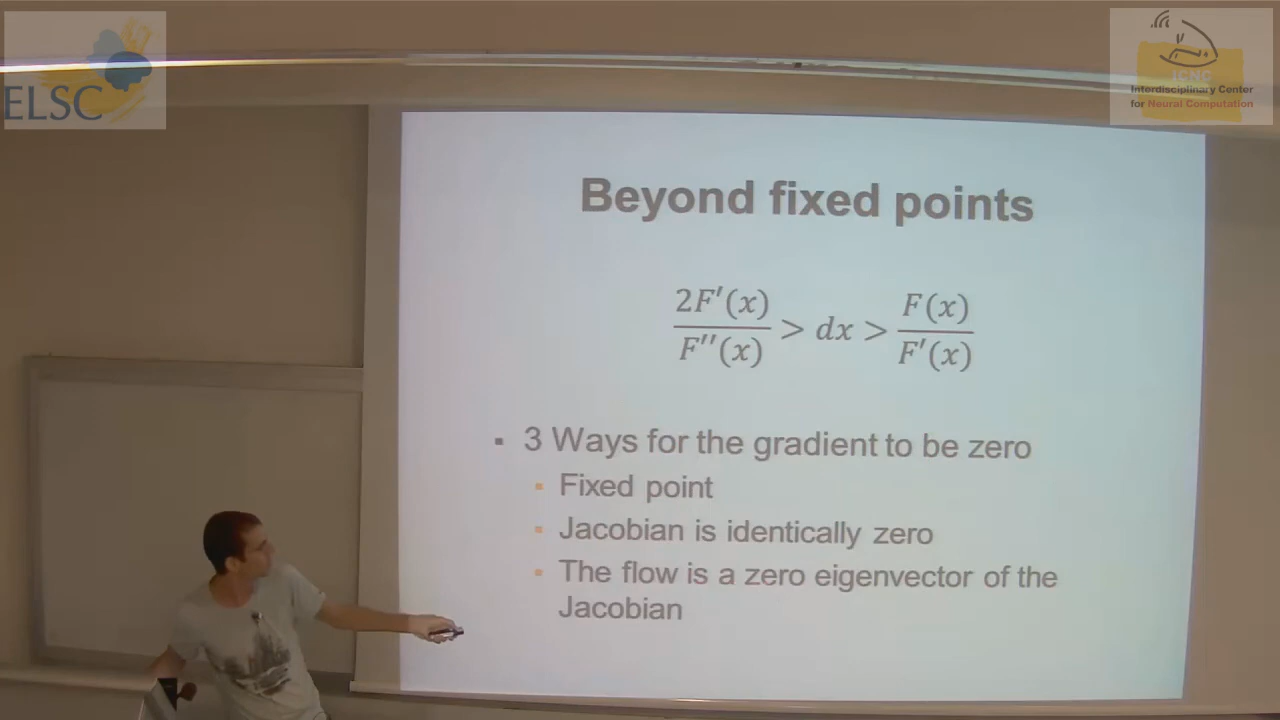 ELSC
ICNC
Interdisciplinary Center
for Neural Computation
Beyond fixed points
2F′(x)/F′′(x) > dx > F(x)/F′(x)
▪ 3 Ways for the gradient to be zero
▪ Fixed point
▪ Jacobian is identically zero
▪ The flow is a zero eigenvector of the
Jacobian